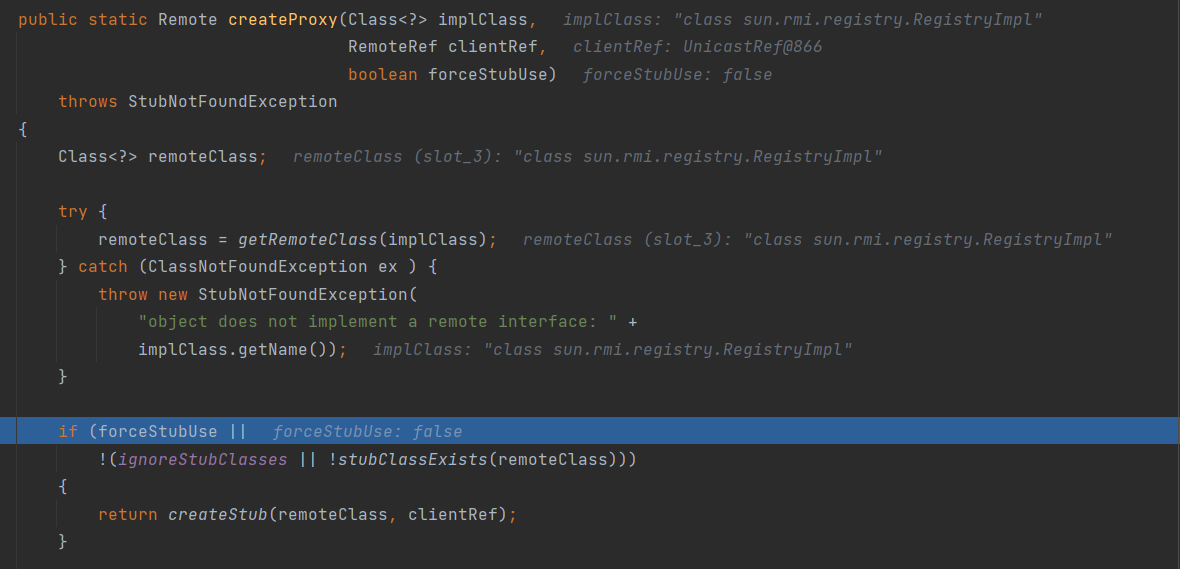 public static Remote createProxy(Class<?> implClass,   implClass: "class sun.rmi.registry.RegistryImpl"
                                 RemoteRef clientRef,   clientRef: UnicastRef@866
                                 boolean forceStubUse)   forceStubUse: false
    throws StubNotFoundException
{
    Class<?> remoteClass;   remoteClass (slot_3): "class sun.rmi.registry.RegistryImpl"
    try {
        remoteClass = getRemoteClass(implClass);   remoteClass (slot_3): "class sun.rmi.registry.RegistryImpl"
    } catch (ClassNotFoundException ex ) {
        throw new StubNotFoundException(
            "object does not implement a remote interface: " +
            implClass.getName());   implClass: "class sun.rmi.registry.RegistryImpl"
    }
    if (forceStubUse ||   forceStubUse: false
        !(ignoreStubClasses || !stubClassExists(remoteClass)))
    {
        return createStub(remoteClass, clientRef);
    }